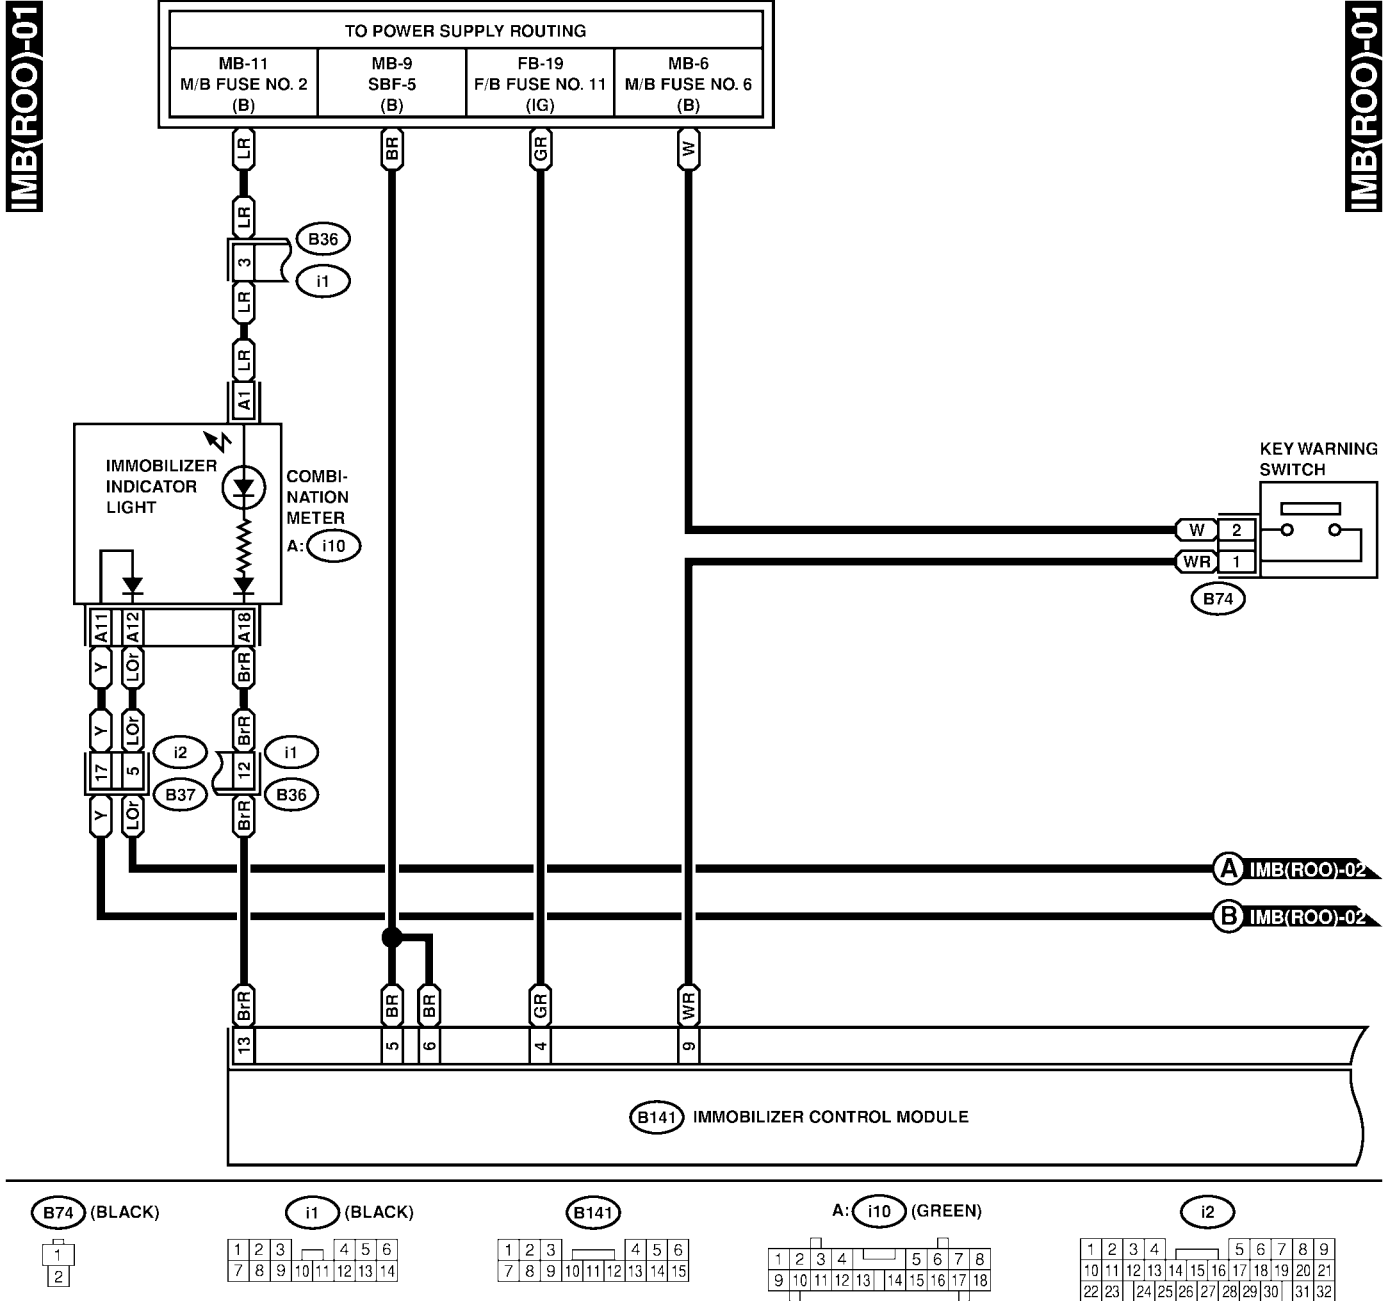 IMB(ROO)-01
IMB(ROO)-01
TO POWER SUPPLY ROUTING
MB-11
M/B FUSE NO. 2
(B)
MB-9
SBF-5
(B)
FB-19
F/B FUSE NO. 11
(IG)
MB-6
M/B FUSE NO. 6
(B)
LR
BR
GR
W
LR
B36
3
i1
LR
LR
A1
IMMOBILIZER
INDICATOR
LIGHT
COMBI-
NATION
METER
A: i10
KEY WARNING
SWITCH
W 2
WR 1
B74
A11 A12 A18
Y LOr BrR
Y LOr BrR
i2 i1
17 5 12
B37 B36
Y LOr BrR
A IMB(ROO)-02
B IMB(ROO)-02
BrR BR BR GR WR
13 5 6 4 9
B141 IMMOBILIZER CONTROL MODULE
B74 (BLACK)
1
2
i1 (BLACK)
1 2 3 4 5 6
7 8 9 10 11 12 13 14
B141
1 2 3 4 5 6
7 8 9 10 11 12 13 14 15
A: i10 (GREEN)
1 2 3 4 5 6 7 8
9 10 11 12 13 14 15 16 17 18
i2
1 2 3 4 5 6 7 8 9
10 11 12 13 14 15 16 17 18 19 20 21
22 23 24 25 26 27 28 29 30 31 32